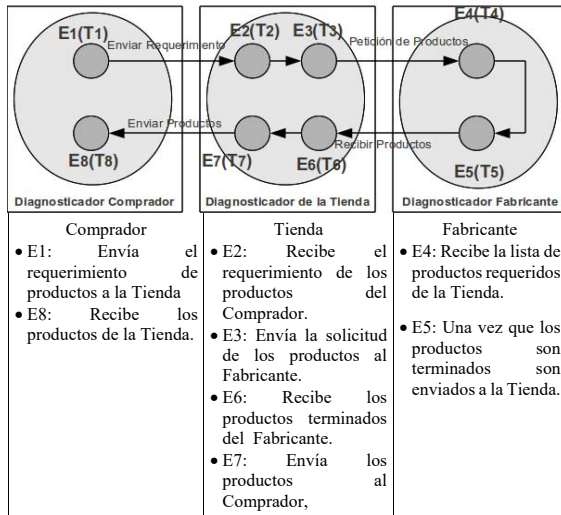 E1(T1)
Enviar Requerimiento
E2(T2)
E3(T3)
Petición de Productos
E4(T4)
Enviar Productos
E8(T8)
E7(T7)
E6(T6)
Recibir Productos
E5(T5)
Diagnosticador Comprador
Diagnosticador de la Tienda
Diagnosticador Fabricante
Comprador
• E1: Envía el
requerimiento de
productos a la Tienda
• E8: Recibe los
productos de la Tienda.
Tienda
• E2: Recibe el
requerimiento de los
productos del
Comprador.
• E3: Envía la solicitud
de los productos al
Fabricante.
• E6: Recibe los
productos terminados
del Fabricante.
• E7: Envía los
productos al
Comprador,
Fabricante
• E4: Recibe la lista de
productos requeridos
de la Tienda.
• E5: Una vez que los
productos son
terminados son
enviados a la Tienda.